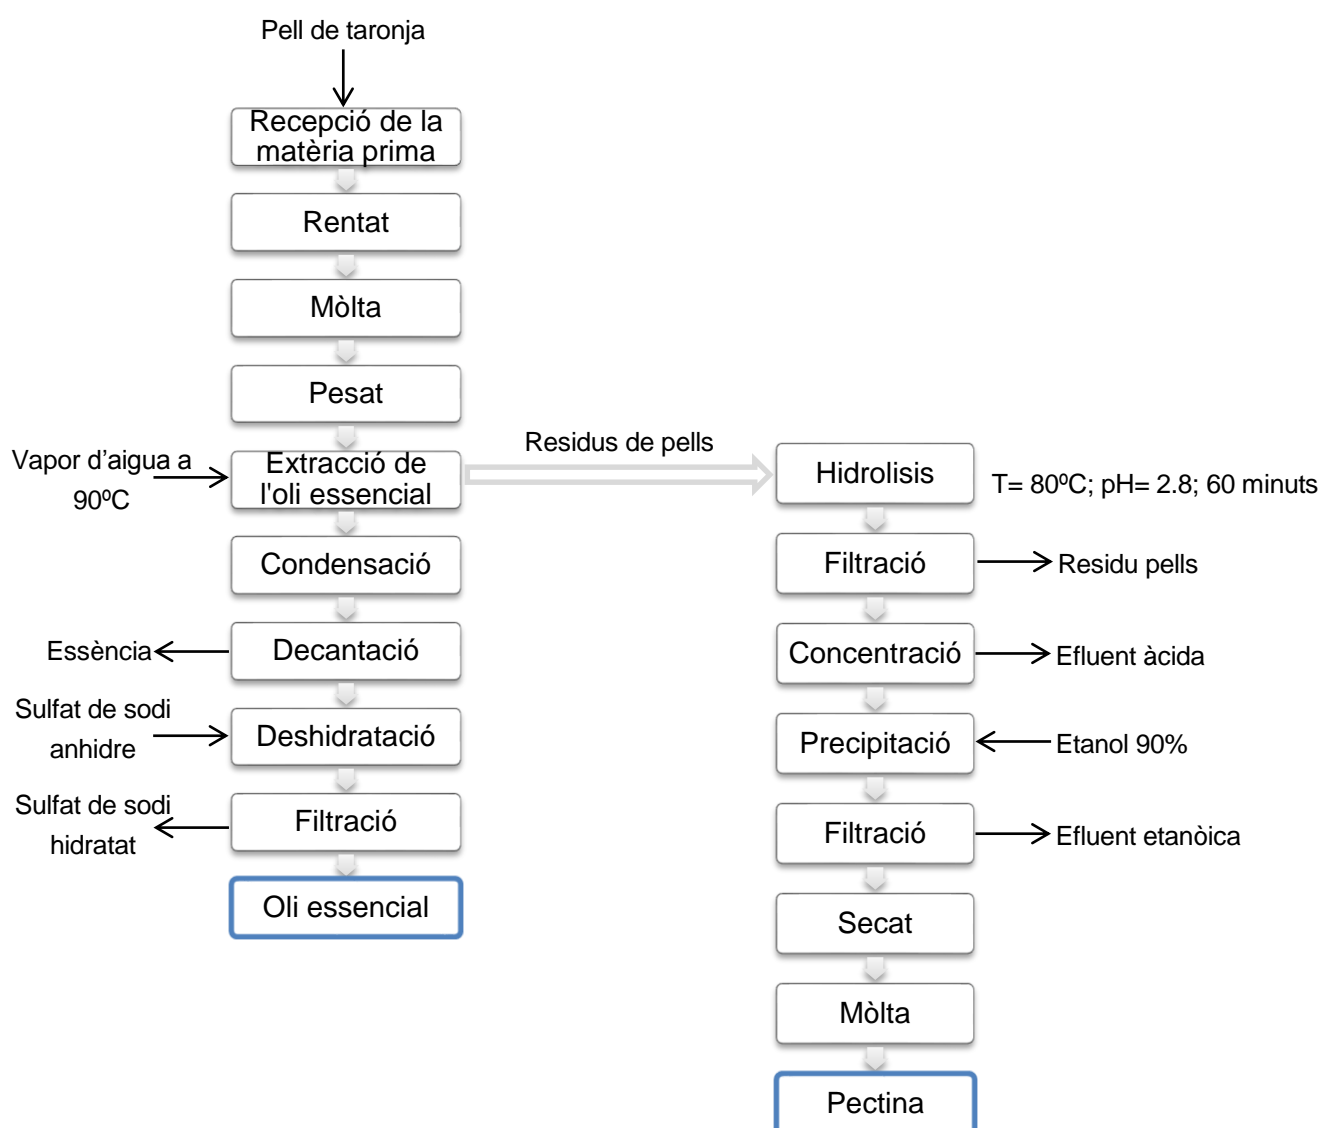 Pell de taronja
Recepció de la
matèria prima
Rentat
Mòlta
Pesat
Vapor d'aigua a
90ºC
Extracció de
l'oli essencial
Condensació
Essència
Decantació
Sulfat de sodi
anhidre
Deshidratació
Sulfat de sodi
hidratat
Filtració
Oli essencial
Residus de pells
Hidrolisis
T= 80ºC; pH= 2.8; 60 minuts
Filtració
Residu pells
Concentració
Efluent àcida
Precipitació
Etanol 90%
Filtració
Efluent etanòica
Secat
Mòlta
Pectina